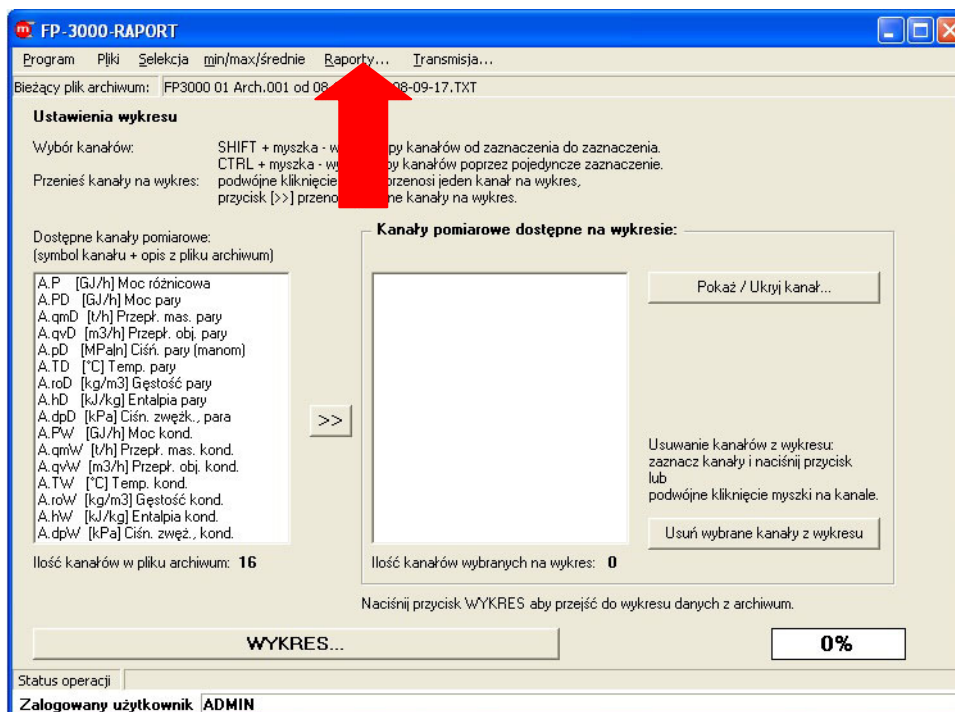 FP-3000-RAPORT
Program Pliki Selekcja min/max/średnie Raporty... Transmisja...
Bieżący plik archiwum: FP3000 01 Arch.001 od 08- 08-09-17.TXT
Ustawienia wykresu
Wybór kanałów: SHIFT + myszka - kanałów od zaznaczenia do zaznaczenia.
CTRL + myszka - kanałów poprzez pojedyncze zaznaczenie.
Przenieś kanały na wykres: podwójne kliknięcie przenosi jeden kanał na wykres,
przycisk [>>] kanały na wykres.
Dostępne kanały pomiarowe:
(symbol kanału + opis z pliku archiwum)
A.P [GJ/h] Moc różnicowa
A.PD [GJ/h] Moc pary
A.qmD [t/h] Przepł. mas. pary
A.qvD [m3/h] Przepł. obj. pary
A.pD [MPa|n] Ciśń. pary (manom)
A.TD [°C] Temp. pary
A.roD [kg/m3] Gęstość pary
A.hD [kJ/kg] Entalpia pary
A.dpD [kPa] Ciśn. zwężk., para
A.PW [GJ/h] Moc kond.
A.qmW [t/h] Przepł. mas. kond.
A.qvW [m3/h] Przepł. obj. kond.
A.TW [°C] Temp. kond.
A.roW [kg/m3] Gęstość kond.
A.hW [kJ/kg] Entalpia kond.
A.dpW [kPa] Ciśn. zwęż., kond.
Ilość kanałów w pliku archiwum: 16
>>
Kanały pomiarowe dostępne na wykresie:
Pokaż / Ukryj kanał...
Usuwanie kanałów z wykresu:
zaznacz kanały i naciśnij przycisk
lub
podwójne kliknięcie myszki na kanale.
Usuń wybrane kanały z wykresu
Ilość kanałów wybranych na wykres: 0
Naciśnij przycisk WYKRES aby przejść do wykresu danych z archiwum.
WYKRES...
0%
Status operacji
Zalogowany użytkownik ADMIN